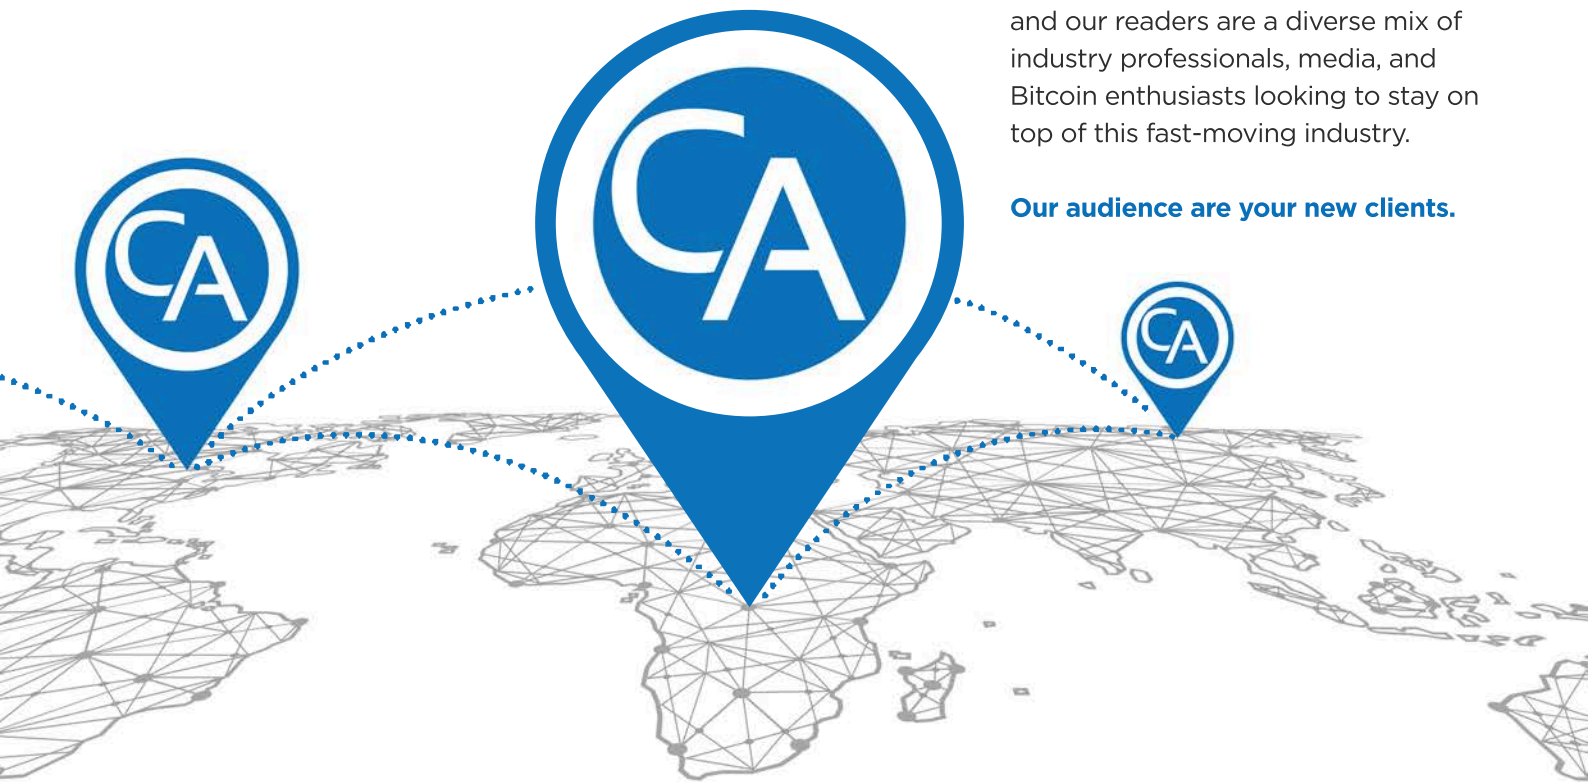 and our readers are a diverse mix of
industry professionals, media, and
Bitcoin enthusiasts looking to stay on
top of this fast-moving industry.
Our audience are your new clients.
CA
CA
CA